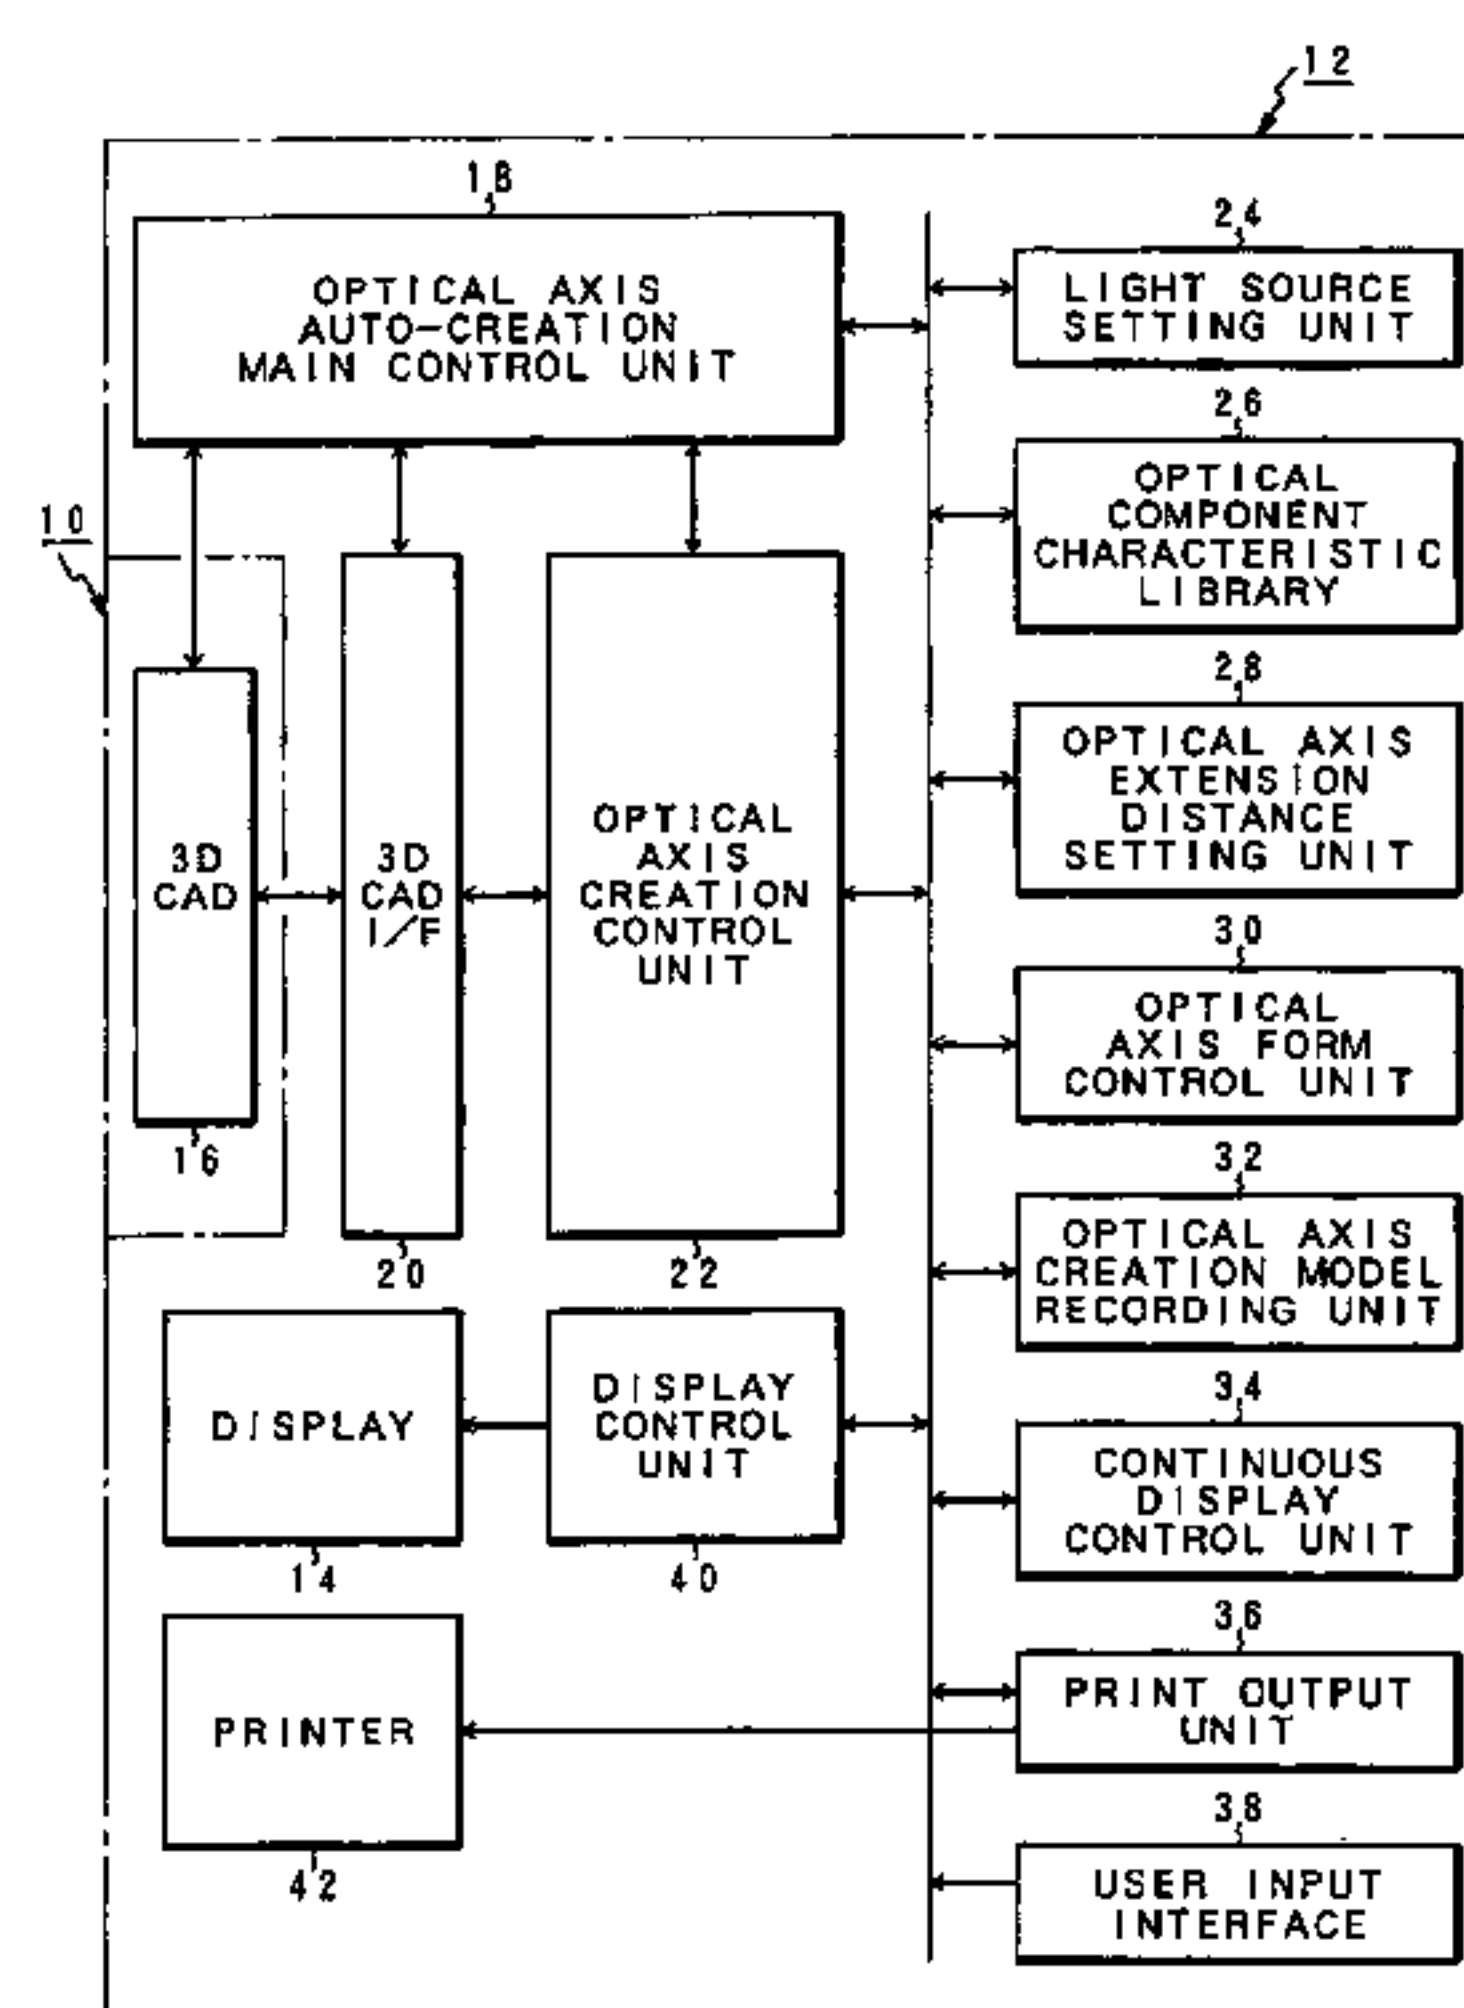 12
18
OPTICAL AXIS
AUTO-CREATION
MAIN CONTROL UNIT
24
LIGHT SOURCE
SETTING UNIT
26
OPTICAL
COMPONENT
CHARACTERISTIC
LIBRARY
10
28
OPTICAL AXIS
EXTENSION
DISTANCE
SETTING UNIT
3D
CAD
16
3D
CAD
I/F
20
OPTICAL
AXIS
CREATION
CONTROL
UNIT
22
30
OPTICAL
AXIS FORM
CONTROL UNIT
32
OPTICAL AXIS
CREATION MODEL
RECORDING UNIT
DISPLAY
14
DISPLAY
CONTROL
UNIT
40
34
CONTINUOUS
DISPLAY
CONTROL UNIT
36
PRINT OUTPUT
UNIT
PRINTER
42
38
USER INPUT
INTERFACE